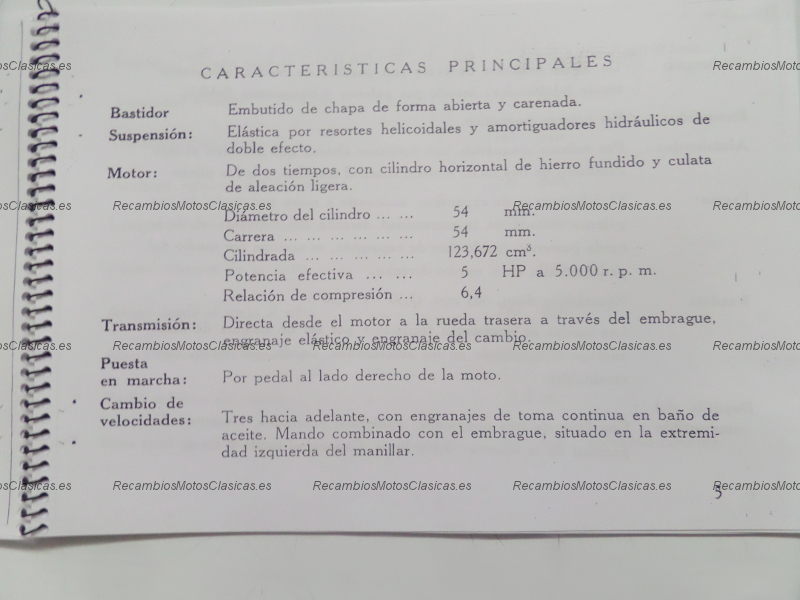 CARACTERISTICAS PRINCIPALES
Bastidor Embutido de chapa de forma abierta y carenada.
Suspensión: Elástica por resortes helicoidales y amortiguadores hidráulicos de
doble efecto.
Motor: De dos tiempos, con cilindro horizontal de hierro fundido y culata
de aleación ligera.
Diámetro del cilindro ... ... 54 mm.
Carrera ... ... ... ... ... ... 54 mm.
Cilindrada ... ... ... ... ... 123,672 cm³.
Potencia efectiva ... ... ... 5 HP a 5.000 r. p. m.
Relación de compresión ... 6,4
Transmisión: Directa desde el motor a la rueda trasera a través del embrague,
engranaje elástico y engranaje del cambio.
Puesta
en marcha: Por pedal al lado derecho de la moto.
Cambio de
velocidades: Tres hacia adelante, con engranajes de toma continua en baño de
aceite. Mando combinado con el embrague, situado en la extremi-
dad izquierda del manillar.
5
RecambiosMotosClasicas.es